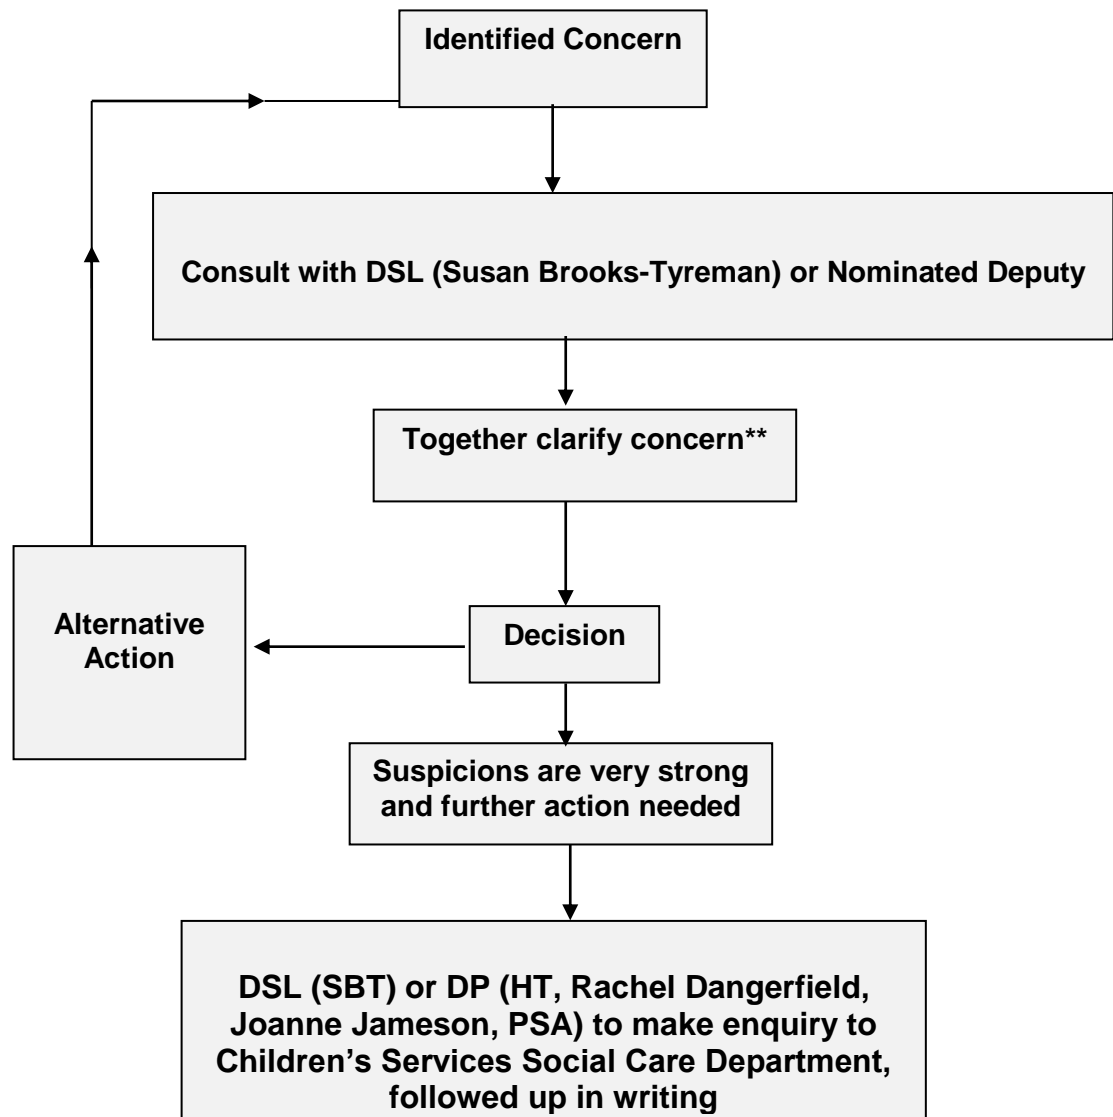 Identified Concern
Consult with DSL (Susan Brooks-Tyreman) or Nominated Deputy
Together clarify concern**
Alternative
Action
Decision
Suspicions are very strong
and further action needed
DSL (SBT) or DP (HT, Rachel Dangerfield,
Joanne Jameson, PSA) to make enquiry to
Children’s Services Social Care Department,
followed up in writing